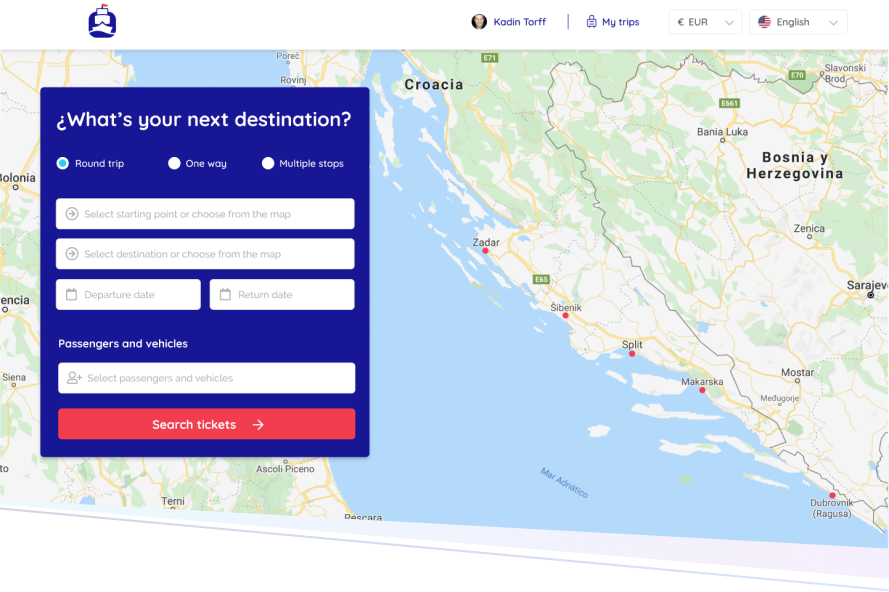 Kadin Torff
My trips
€ EUR
English
¿What's your next destination?
Round trip
One way
Multiple stops
Select starting point or choose from the map
Select destination or choose from the map
Departure date
Return date
Passengers and vehicles
Select passengers and vehicles
Search tickets
Poreč
Rovinj
Croacia
E71
E70
Slavonski
Brod
E661
Bania Luka
Bosnia y
Herzegovina
Bolonia
Zenica
Zadar
E65
Sarajev
encia
Šibenik
Split
Siena
Makarska
Mostar
Međugorje
to
Ascoli Piceno
Mar Adriático
Terni
Pescara
Dubrovnik
(Ragusa)